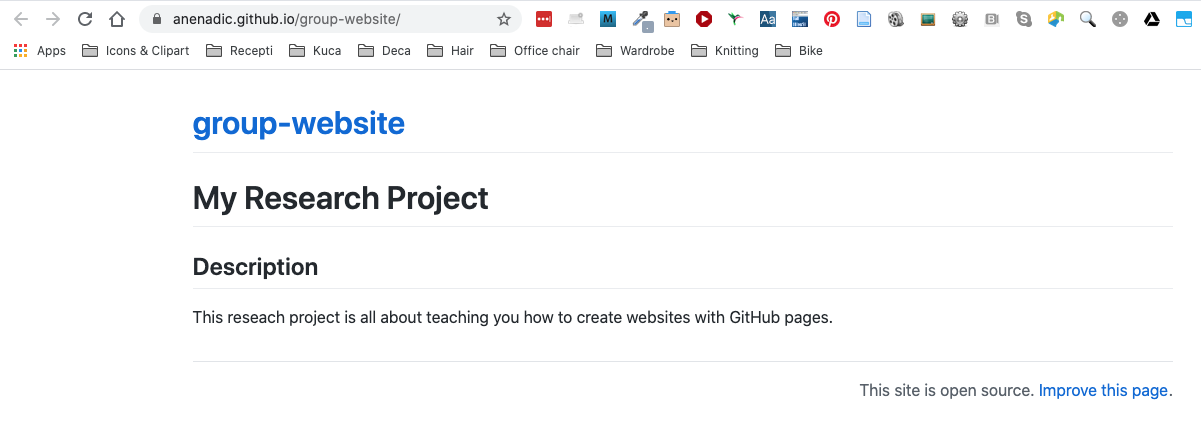 anenadic.github.io/group-website/
Apps Icons & Clipart Recepti Kuca Deca Hair Office chair Wardrobe Knitting Bike
group-website
My Research Project
Description
This reseach project is all about teaching you how to create websites with GitHub pages.
This site is open source. Improve this page.